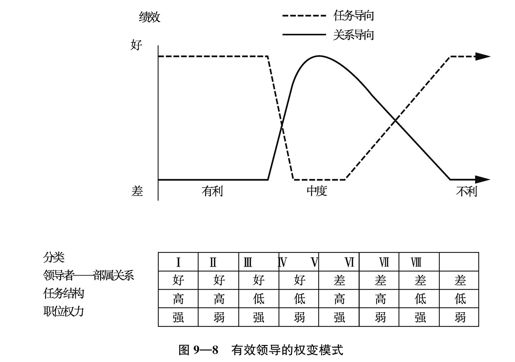 绩效
任务导向
关系导向
好
差
有利
中度
不利
分类 Ⅰ Ⅱ Ⅲ Ⅳ Ⅴ Ⅵ Ⅶ Ⅷ
领导者——部属关系 好 好 好 好 差 差 差 差
任务结构 高 高 低 低 高 高 低 低
职位权力 强 弱 强 弱 强 弱 强 弱
图 9—8 有效领导的权变模式